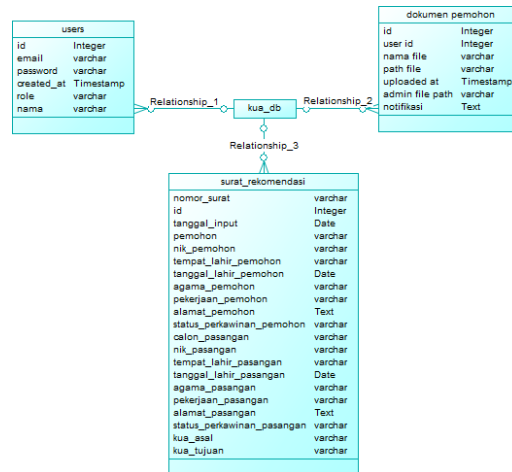 users
id Integer
email varchar
password varchar
created_at Timestamp
role varchar
nama varchar
Relationship_1
kua_db
Relationship_2
dokumen pemohon
id Integer
user id Integer
nama file varchar
path file varchar
uploaded at Timestamp
admin file path varchar
notifikasi Text
Relationship_3
surat_rekomendasi
nomor_surat varchar
id Integer
tanggal_input Date
pemohon varchar
nik_pemohon varchar
tempat_lahir_pemohon varchar
tanggal_lahir_pemohon Date
agama_pemohon varchar
pekerjaan_pemohon varchar
alamat_pemohon Text
status_perkawinan_pemohon varchar
calon_pasangan varchar
nik_pasangan varchar
tempat_lahir_pasangan varchar
tanggal_lahir_pasangan Date
agama_pasangan varchar
pekerjaan_pasangan varchar
alamat_pasangan Text
status_perkawinan_pasangan varchar
kua_asal varchar
kua_tujuan varchar